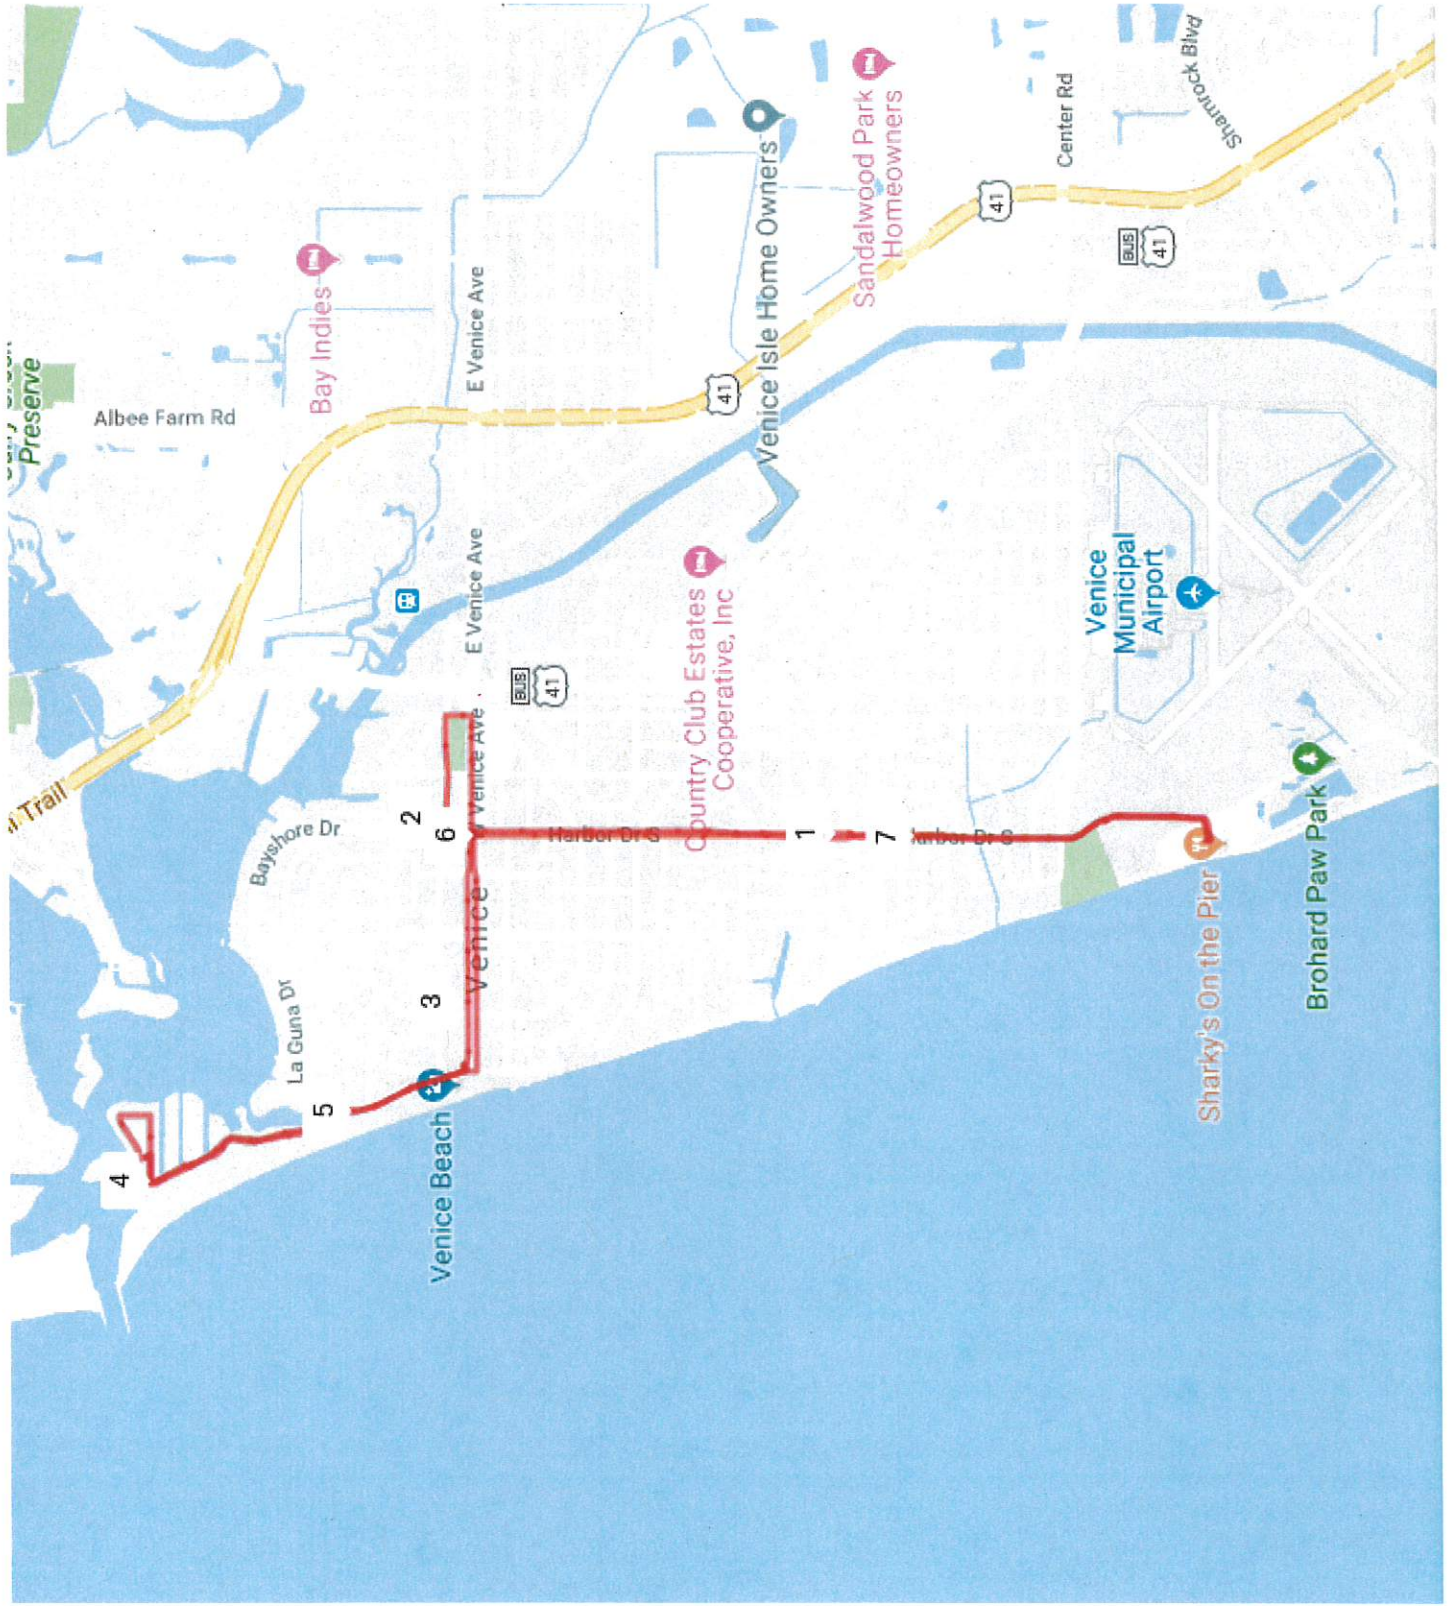 Preserve
Albee Farm Rd
Bay Indies
E Venice Ave
41
Venice Isle Home Owners
Sandalwood Park
Homeowners
41
Center Rd
Shamrock Blvd
BUS
41
Trail
E Venice Ave
BUS
41
Venice Ave
Country Club Estates
Cooperative, Inc
Venice
Municipal
Airport
Bayshore Dr
2
6
Harbor Dr S
1
7
Harbor Dr S
La Guna Dr
5
4
3
Venice
Venice Beach
Sharky's On the Pier
Brohard Paw Park